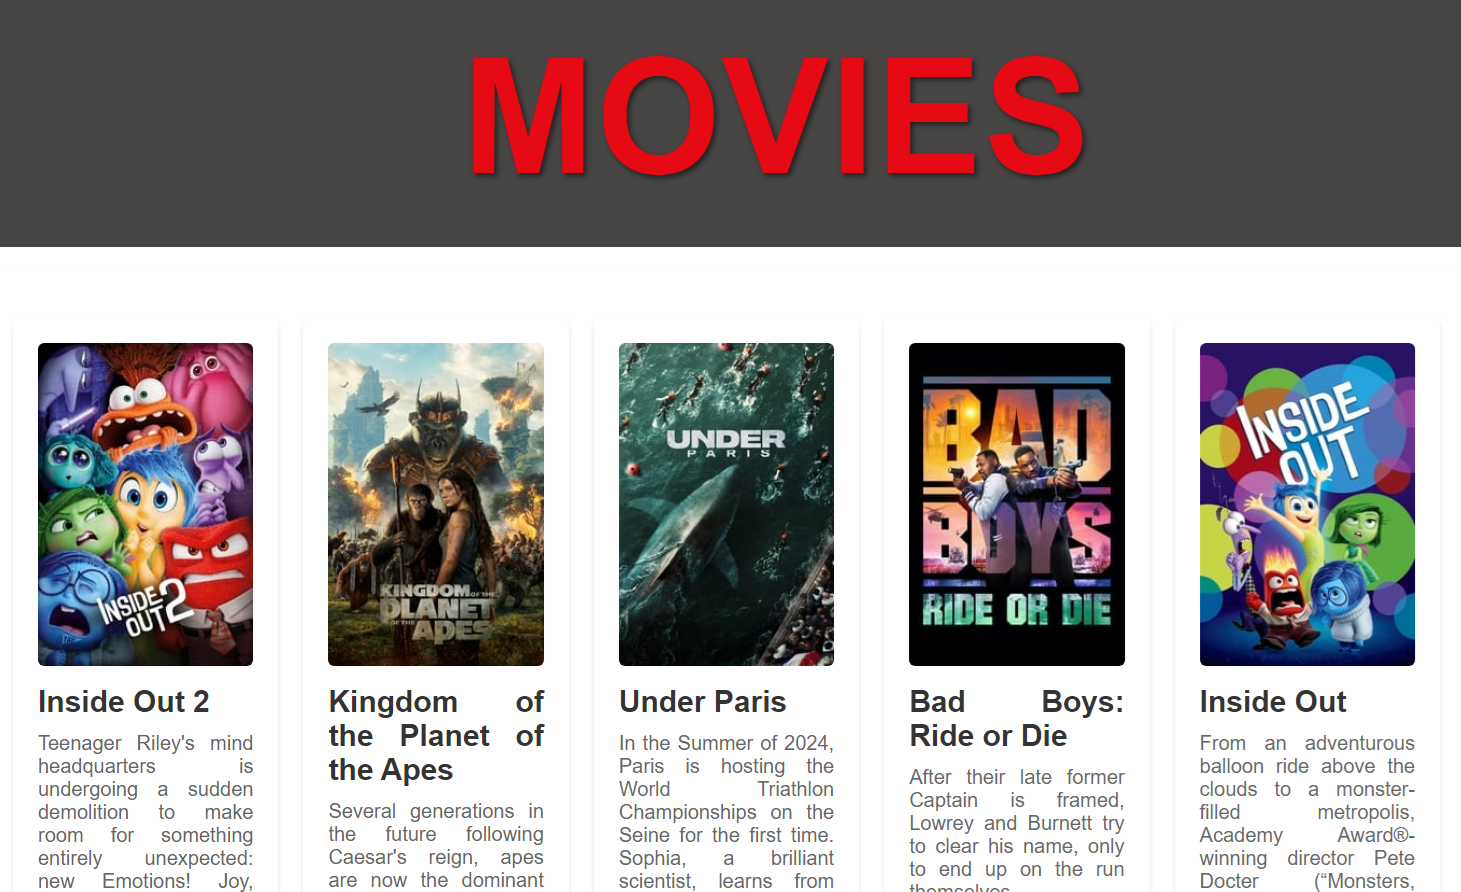 MOVIES
INSIDE
OUT 2
KINGDOM OF THE
PLANET
OF THE APES
UNDER
PARIS
BAD
BOYS
RIDE OR DIE
INSIDE
OUT
Inside Out 2
Teenager Riley's mind
headquarters is
undergoing a sudden
demolition to make
room for something
entirely unexpected:
new Emotions! Joy,
Kingdom of
the Planet of
the Apes
Several generations in
the future following
Caesar's reign, apes
are now the dominant
Under Paris
In the Summer of 2024,
Paris is hosting the
World Triathlon
Championships on the
Seine for the first time.
Sophia, a brilliant
scientist, learns from
Bad Boys:
Ride or Die
After their late former
Captain is framed,
Lowrey and Burnett try
to clear his name, only
to end up on the run
themselves
Inside Out
From an adventurous
balloon ride above the
clouds to a monster-
filled metropolis,
Academy Award®-
winning director Pete
Docter (“Monsters,